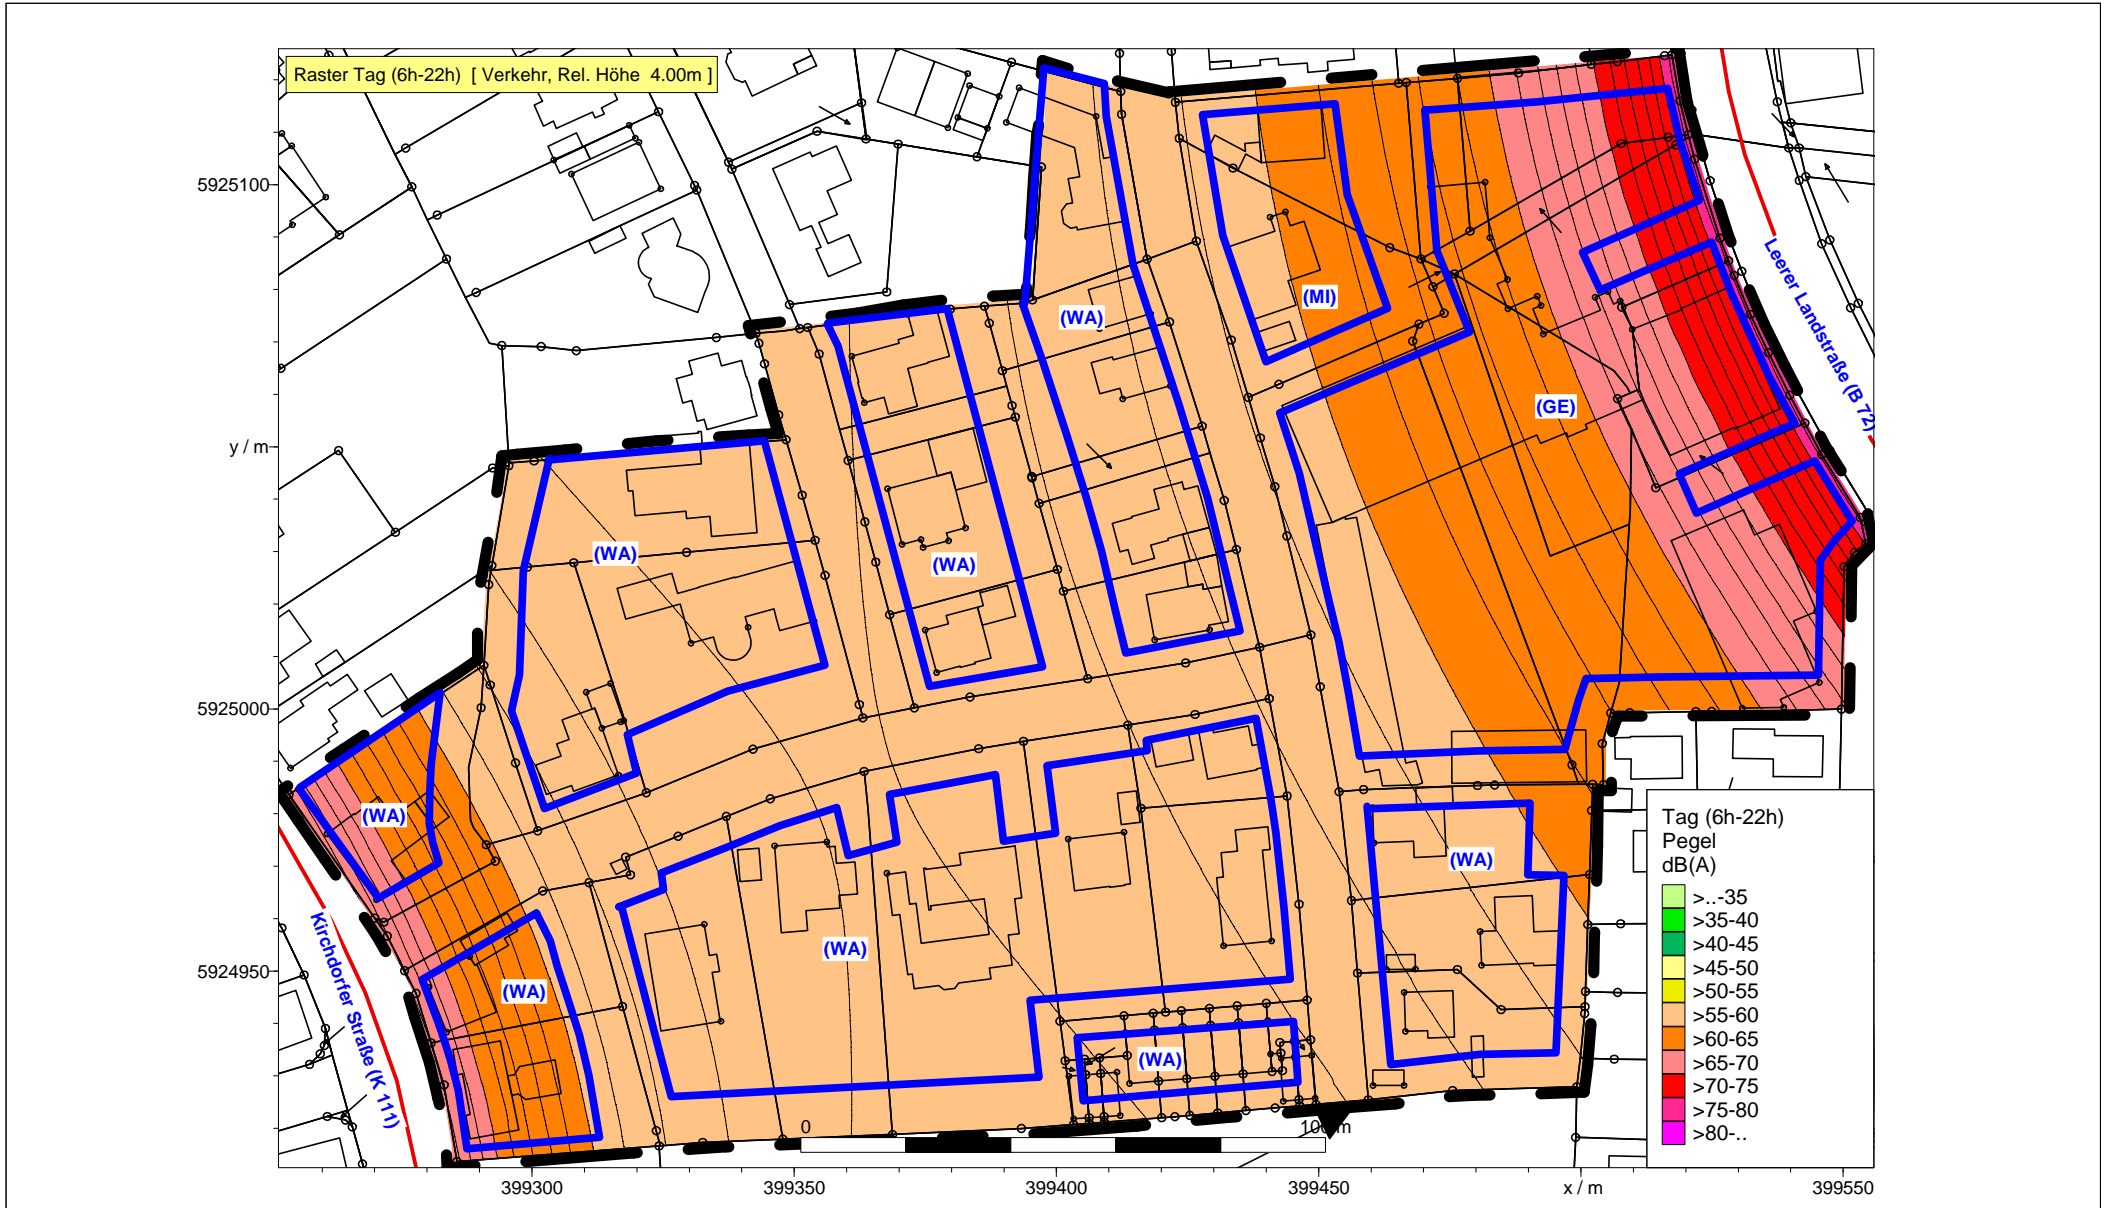 Raster Tag (6h-22h)  [ Verkehr, Rel. Höhe  4.00m ]
5925100
y / m
5925000
5924950
(WA)
(MI)
(GE)
Leerer Landstraße (B 72)
(WA)
(WA)
(WA)
(WA)
(WA)
(WA)
(WA)
(WA)
Kirchdorfer Straße (K 111)
0
100 m
Tag (6h-22h)
Pegel
dB(A)
>..-35
>35-40
>40-45
>45-50
>50-55
>55-60
>60-65
>65-70
>70-75
>75-80
>80-..
399300
399350
399400
399450
x / m
399550